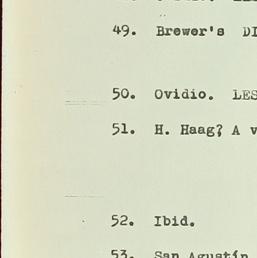 49. Brewer's DI
50. Ovidio. LES
51. H. Haag? A v
52. Ibid.
53. San Agustín